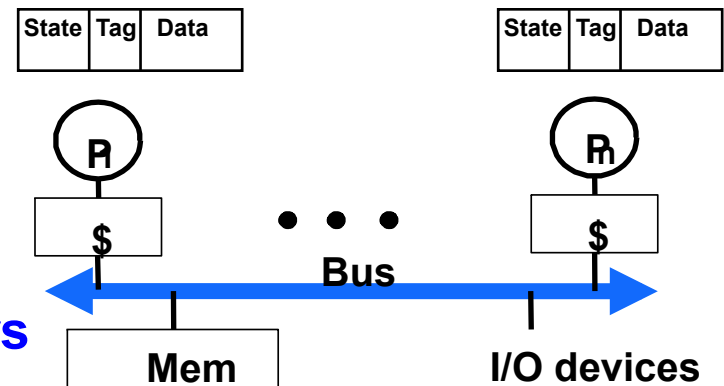 State Tag Data State Tag Data
P1 Pn
$ $
Bus
Mem I/O devices